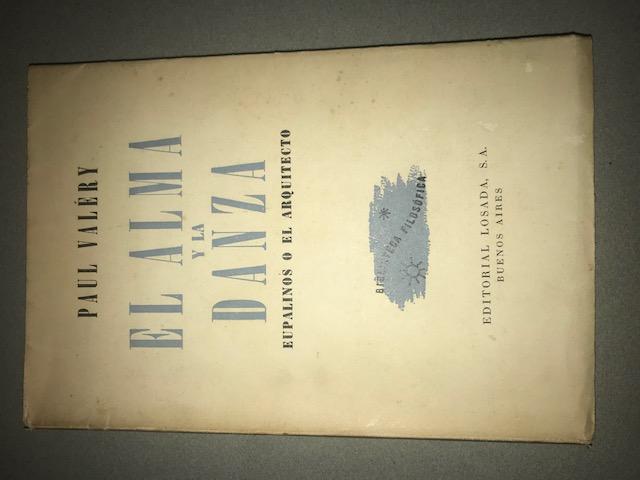 PAUL VALÉRY
EL ALMA
Y LA
DANZA
EUPALINOS O EL ARQUITECTO
BIBLIOTECA FILOSÓFICA
EDITORIAL LOSADA, S.A.
BUENOS AIRES